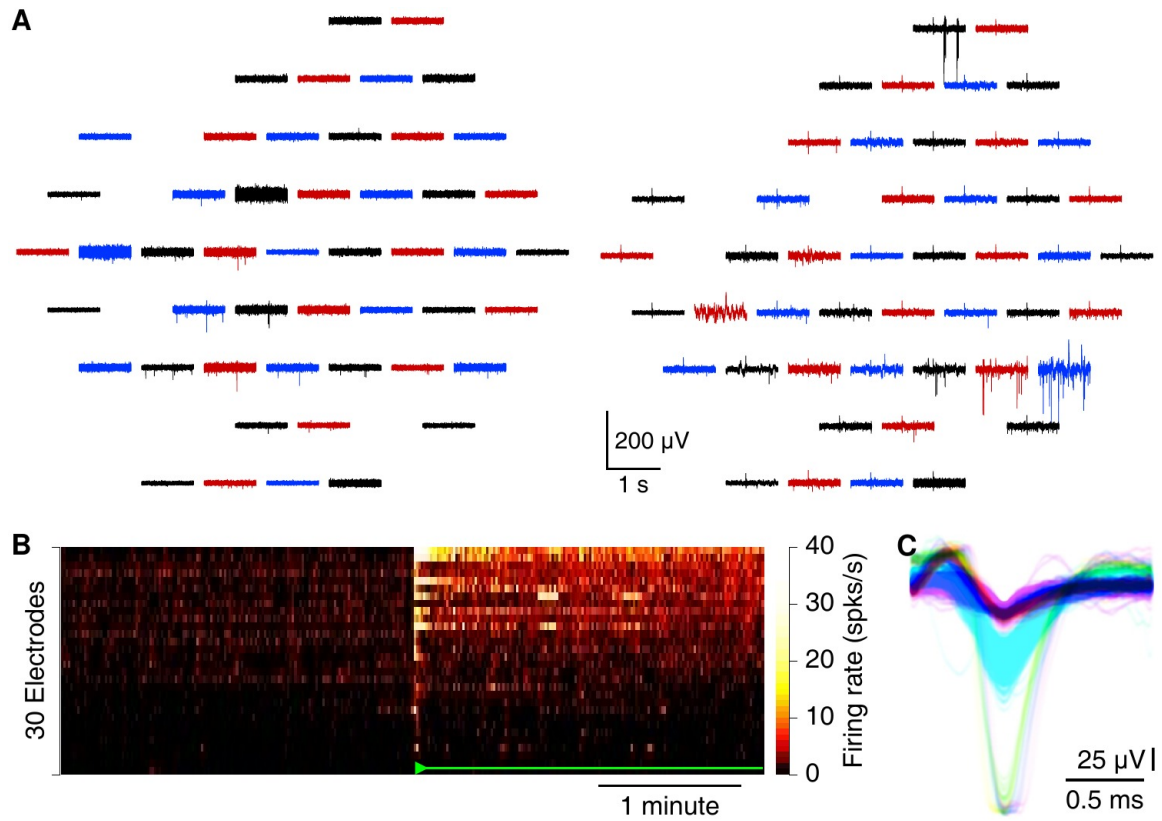 A
200 µV
1 s
B
30 Electrodes
40
30
20
10
0
Firing rate (spks/s)
1 minute
C
25 µV
0.5 ms